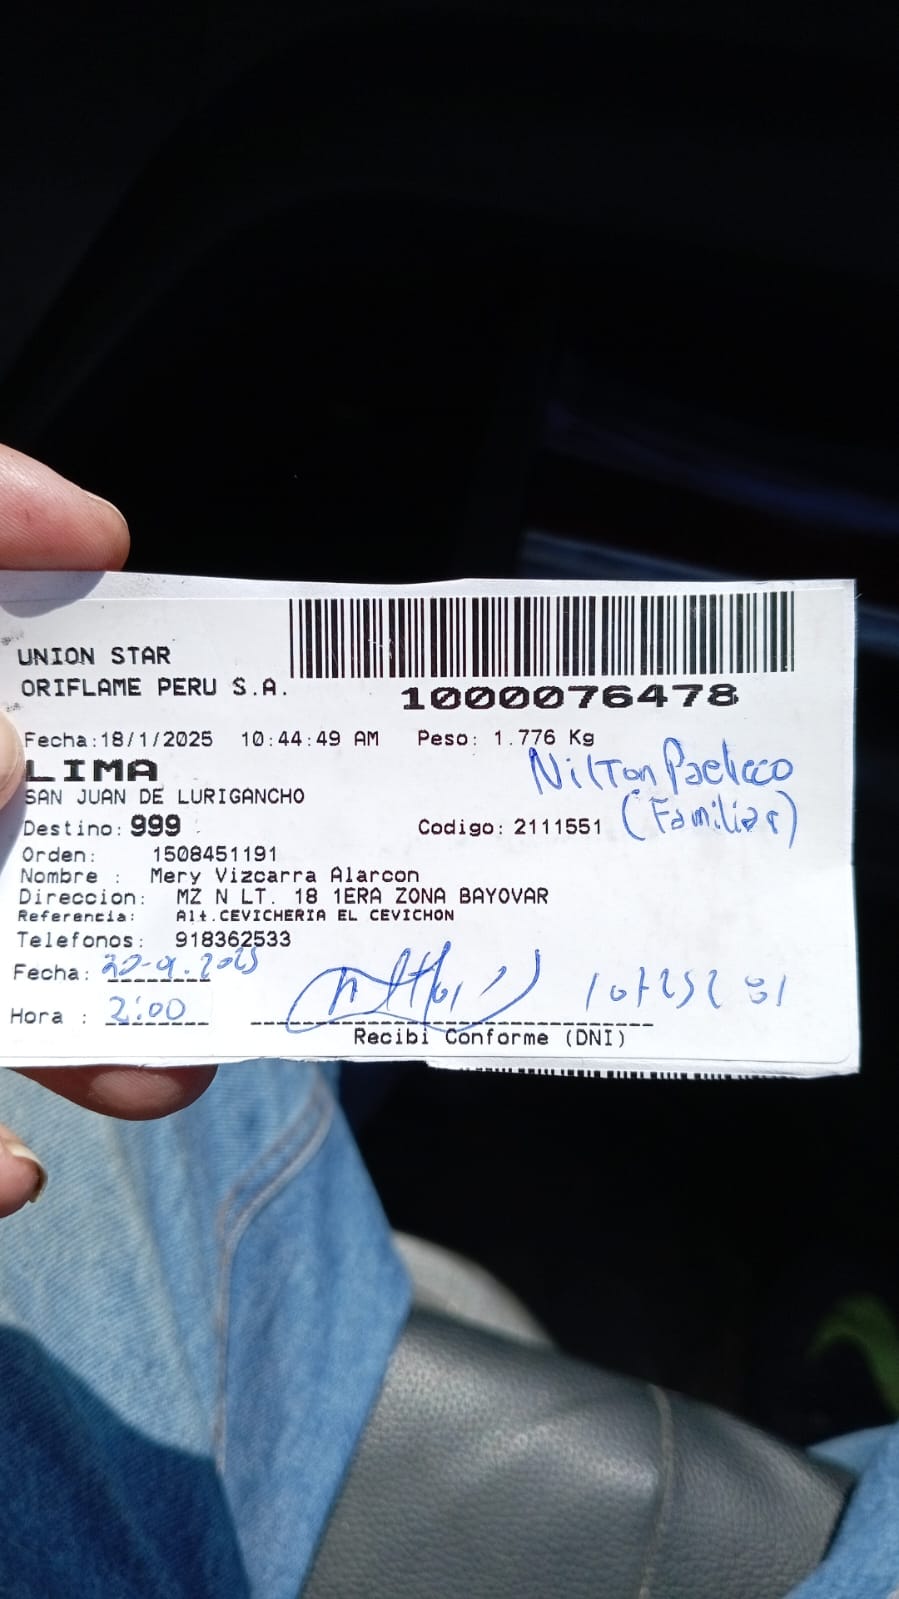 UNION STAR
ORIFLAME PERU S.A.
1000076478
Fecha:18/1/2025 10:44:49 AM Peso: 1.776 Kg
LIMA
Nilton Pacheco
SAN JUAN DE LURIGANCHO
(Familiar)
Destino: 999 Codigo: 2111551
Orden: 1508451191
Nombre : Mery Vizcarra Alarcon
Direccion: MZ N LT. 18 1ERA ZONA BAYOVAR
Referencia: Alt.CEVICHERIA EL CEVICHON
Telefonos: 918362533
Fecha:
Hora : 2:00
Recibi Conforme (DNI)